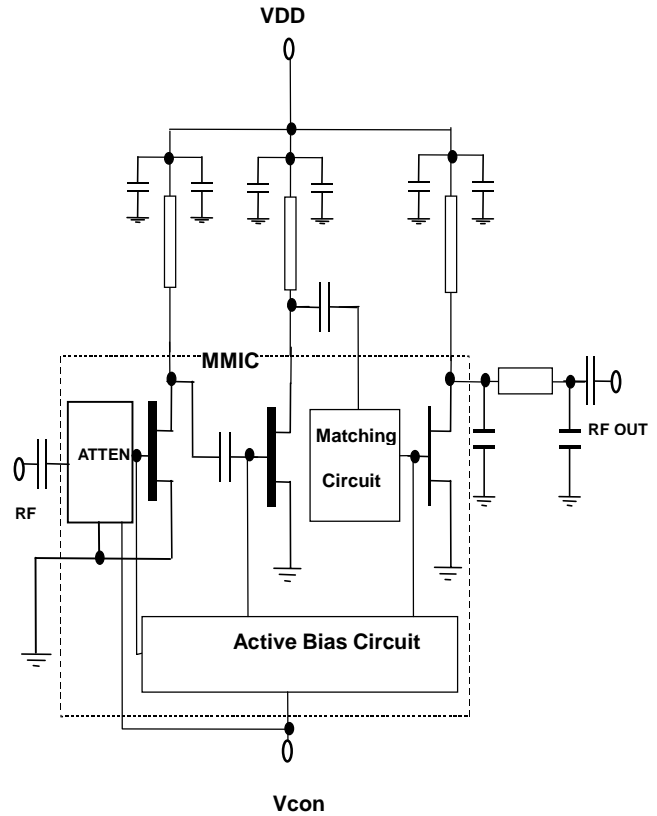 VDD
MMIC
ATTEN
Matching
Circuit
RF OUT
RF
Active Bias Circuit
Vcon